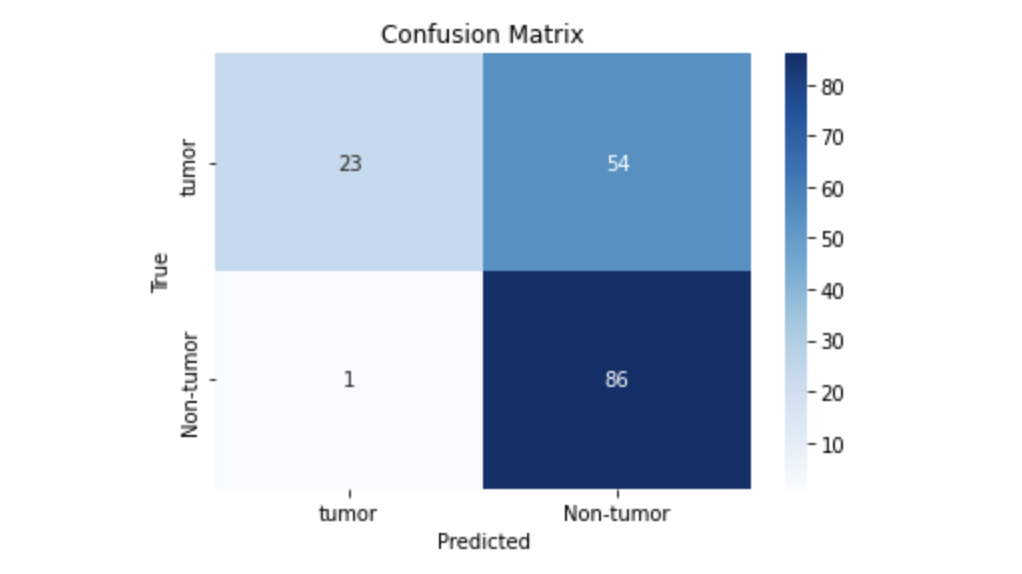 Confusion Matrix
True
tumor
Non-tumor
23
54
1
86
tumor
Non-tumor
Predicted
80
70
60
50
40
30
20
10